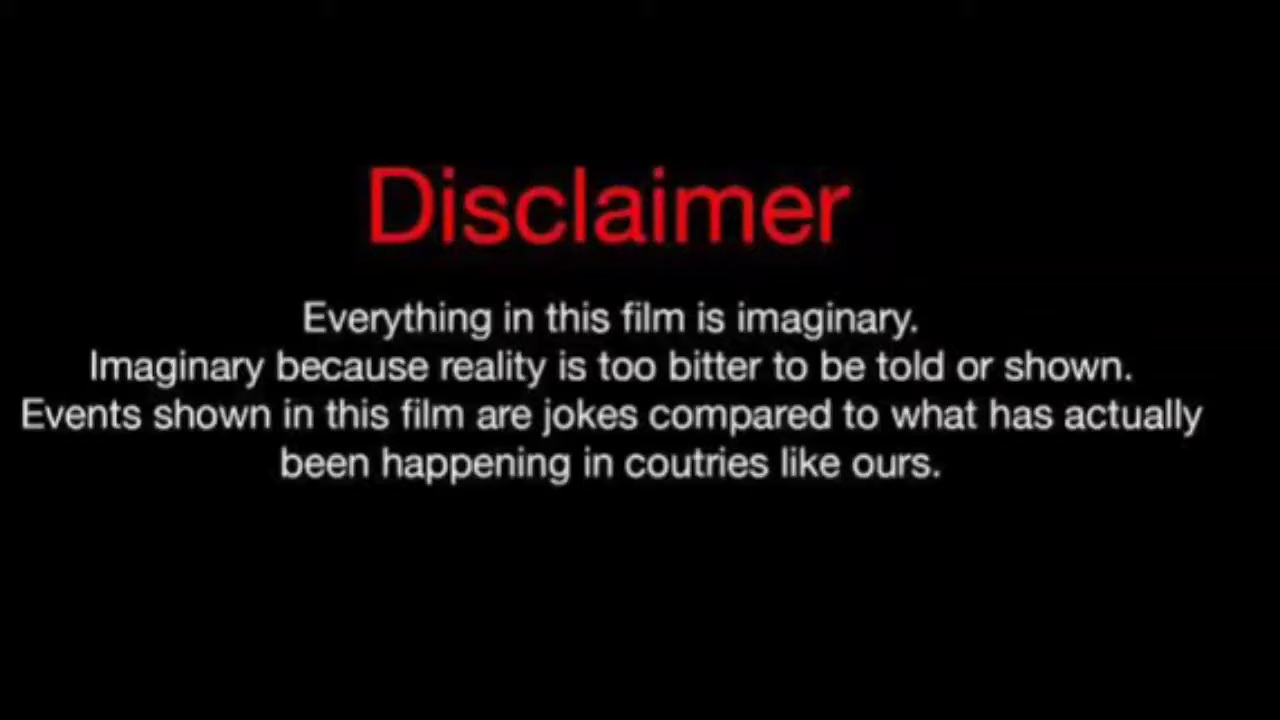 Disclaimer
Everything in this film is imaginary.
Imaginary because reality is too bitter to be told or shown.
Events shown in this film are jokes compared to what has actually
been happening in coutries like ours.